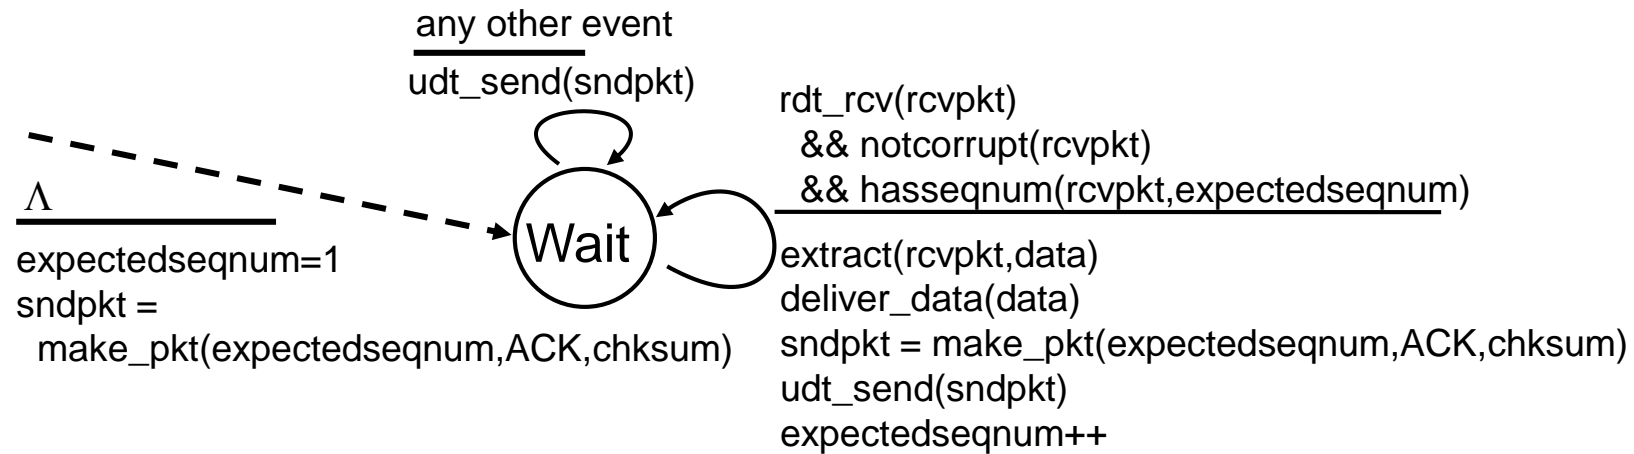 any other event
udt_send(sndpkt)
rdt_rcv(rcvpkt)
&& notcorrupt(rcvpkt)
&& hasseqnum(rcvpkt,expectedseqnum)
Λ
Wait
expectedseqnum=1
sndpkt =
make_pkt(expectedseqnum,ACK,chksum)
extract(rcvpkt,data)
deliver_data(data)
sndpkt = make_pkt(expectedseqnum,ACK,chksum)
udt_send(sndpkt)
expectedseqnum++